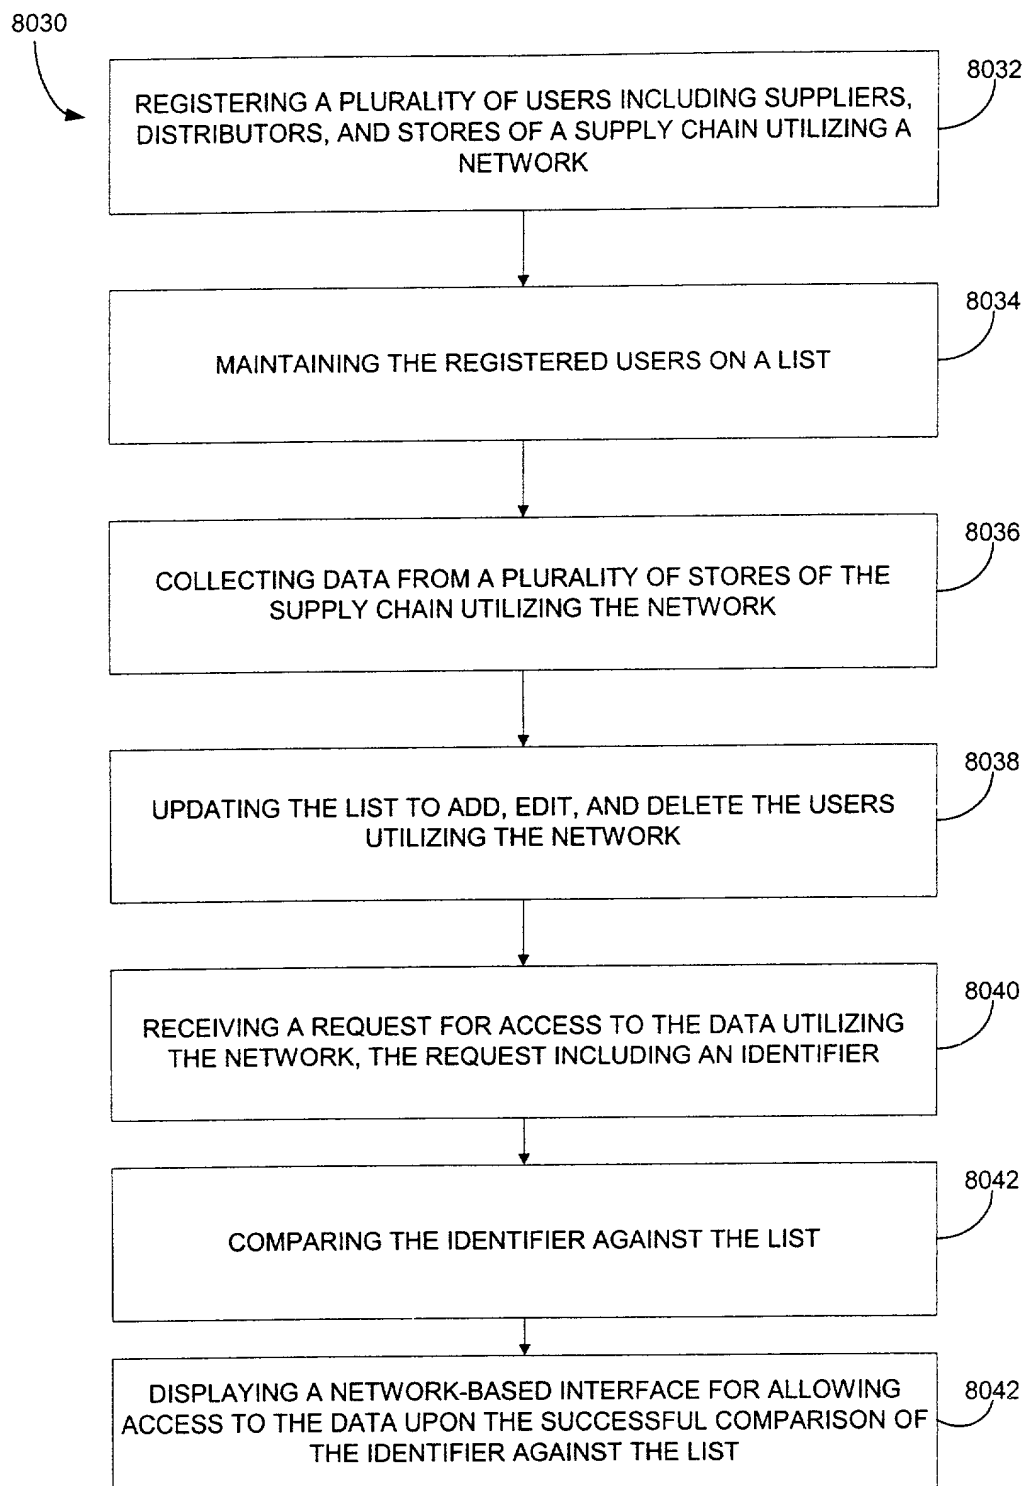 8030
8032
REGISTERING A PLURALITY OF USERS INCLUDING SUPPLIERS,
DISTRIBUTORS, AND STORES OF A SUPPLY CHAIN UTILIZING A
NETWORK
8034
MAINTAINING THE REGISTERED USERS ON A LIST
8036
COLLECTING DATA FROM A PLURALITY OF STORES OF THE
SUPPLY CHAIN UTILIZING THE NETWORK
8038
UPDATING THE LIST TO ADD, EDIT, AND DELETE THE USERS
UTILIZING THE NETWORK
8040
RECEIVING A REQUEST FOR ACCESS TO THE DATA UTILIZING
THE NETWORK, THE REQUEST INCLUDING AN IDENTIFIER
8042
COMPARING THE IDENTIFIER AGAINST THE LIST
8042
DISPLAYING A NETWORK-BASED INTERFACE FOR ALLOWING
ACCESS TO THE DATA UPON THE SUCCESSFUL COMPARISON OF
THE IDENTIFIER AGAINST THE LIST